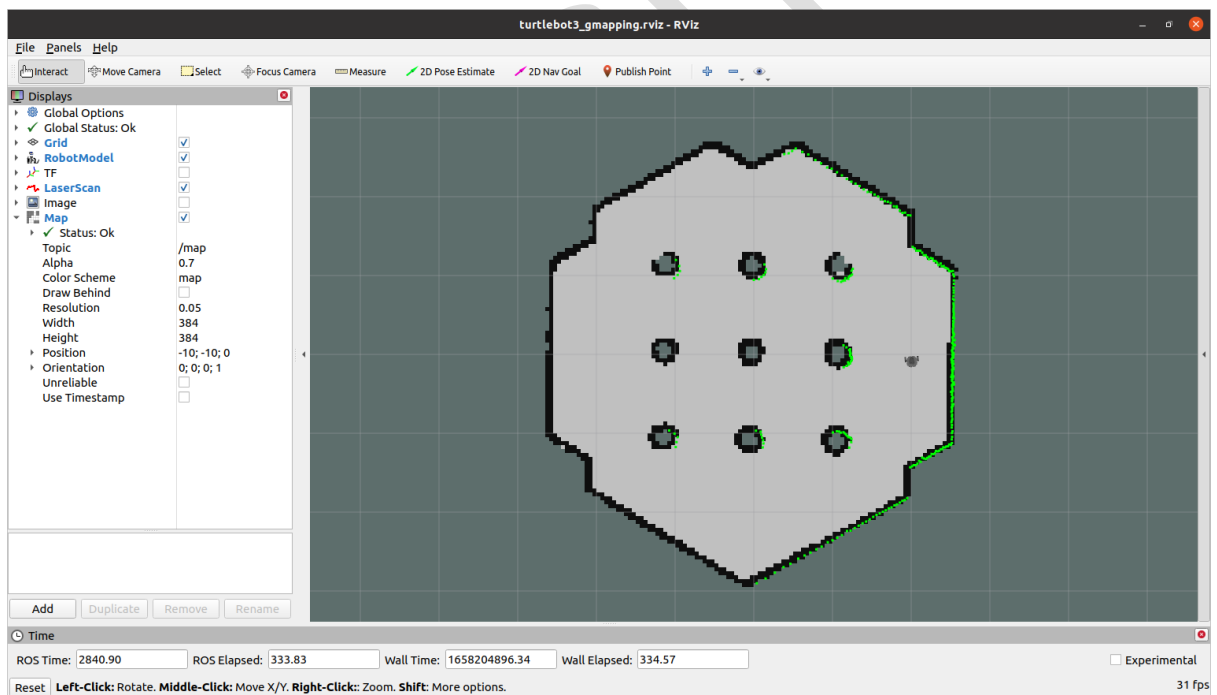 turtlebot3_gmapping.rviz - RViz
File Panels Help
Interact Move Camera Select Focus Camera Measure 2D Pose Estimate 2D Nav Goal Publish Point
Displays
Global Options
Global Status: Ok
Grid
RobotModel
TF
LaserScan
Image
Map
Status: Ok
Topic /map
Alpha 0.7
Color Scheme map
Draw Behind
Resolution 0.05
Width 384
Height 384
Position -10; -10; 0
Orientation 0; 0; 0; 1
Unreliable
Use Timestamp
Add Duplicate Remove Rename
Time
ROS Time: 2840.90 ROS Elapsed: 333.83 Wall Time: 1658204896.34 Wall Elapsed: 334.57 Experimental
Reset Left-Click: Rotate. Middle-Click: Move X/Y. Right-Click:: Zoom. Shift: More options. 31 fps